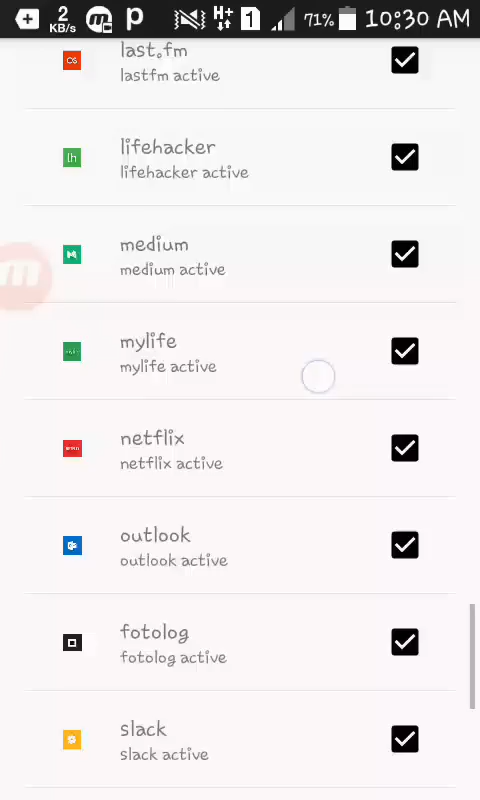 2
KB/s
H+
1
71%
10:30 AM
last.fm
lastfm active
lh
lifehacker
lifehacker active
medium
medium active
mylife
mylife active
netflix
netflix active
outlook
outlook active
fotolog
fotolog active
slack
slack active